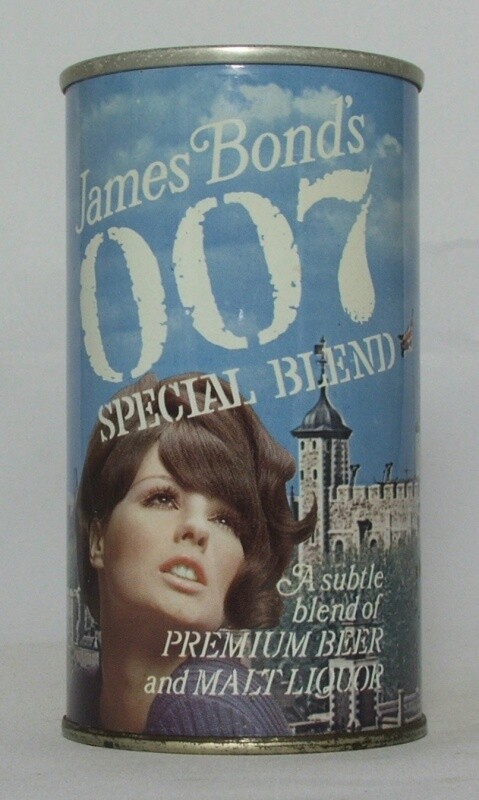 James Bond's
007
SPECIAL BLEND
A subtle
blend of
PREMIUM BEER
and MALT LIQUOR